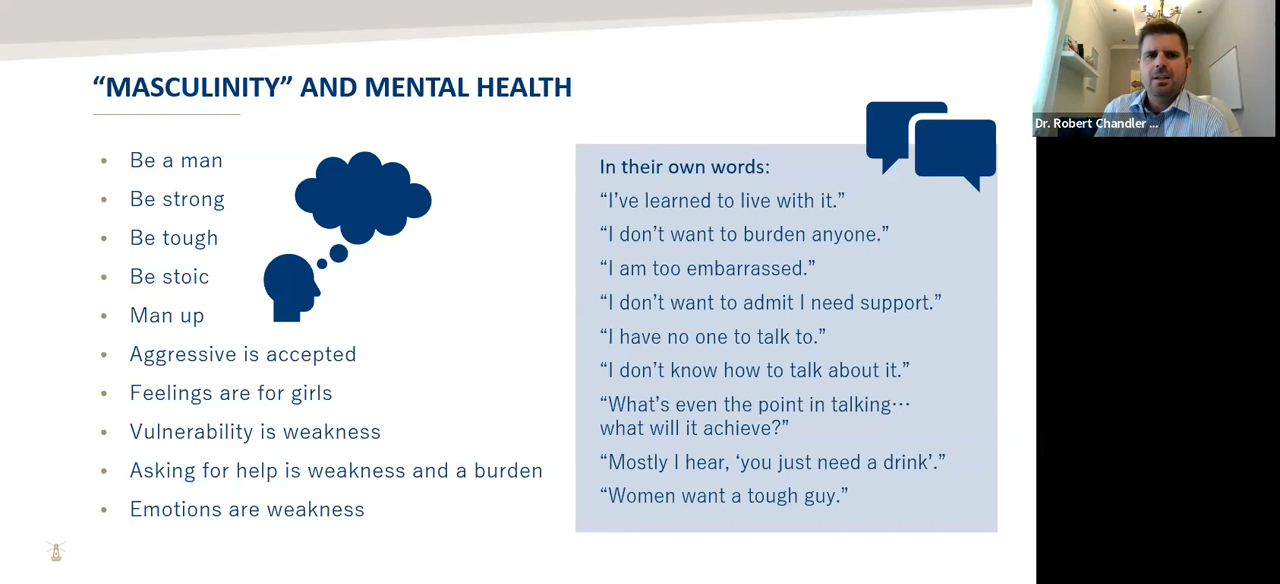 “MASCULINITY” AND MENTAL HEALTH
• Be a man
• Be strong
• Be tough
• Be stoic
• Man up
• Aggressive is accepted
• Feelings are for girls
• Vulnerability is weakness
• Asking for help is weakness and a burden
• Emotions are weakness
In their own words:
“I’ve learned to live with it.”
“I don’t want to burden anyone.”
“I am too embarrassed.”
“I don’t want to admit I need support.”
“I have no one to talk to.”
“I don’t know how to talk about it.”
“What’s even the point in talking…
what will it achieve?”
“Mostly I hear, ‘you just need a drink’.”
“Women want a tough guy.”
Dr. Robert Chandler ...